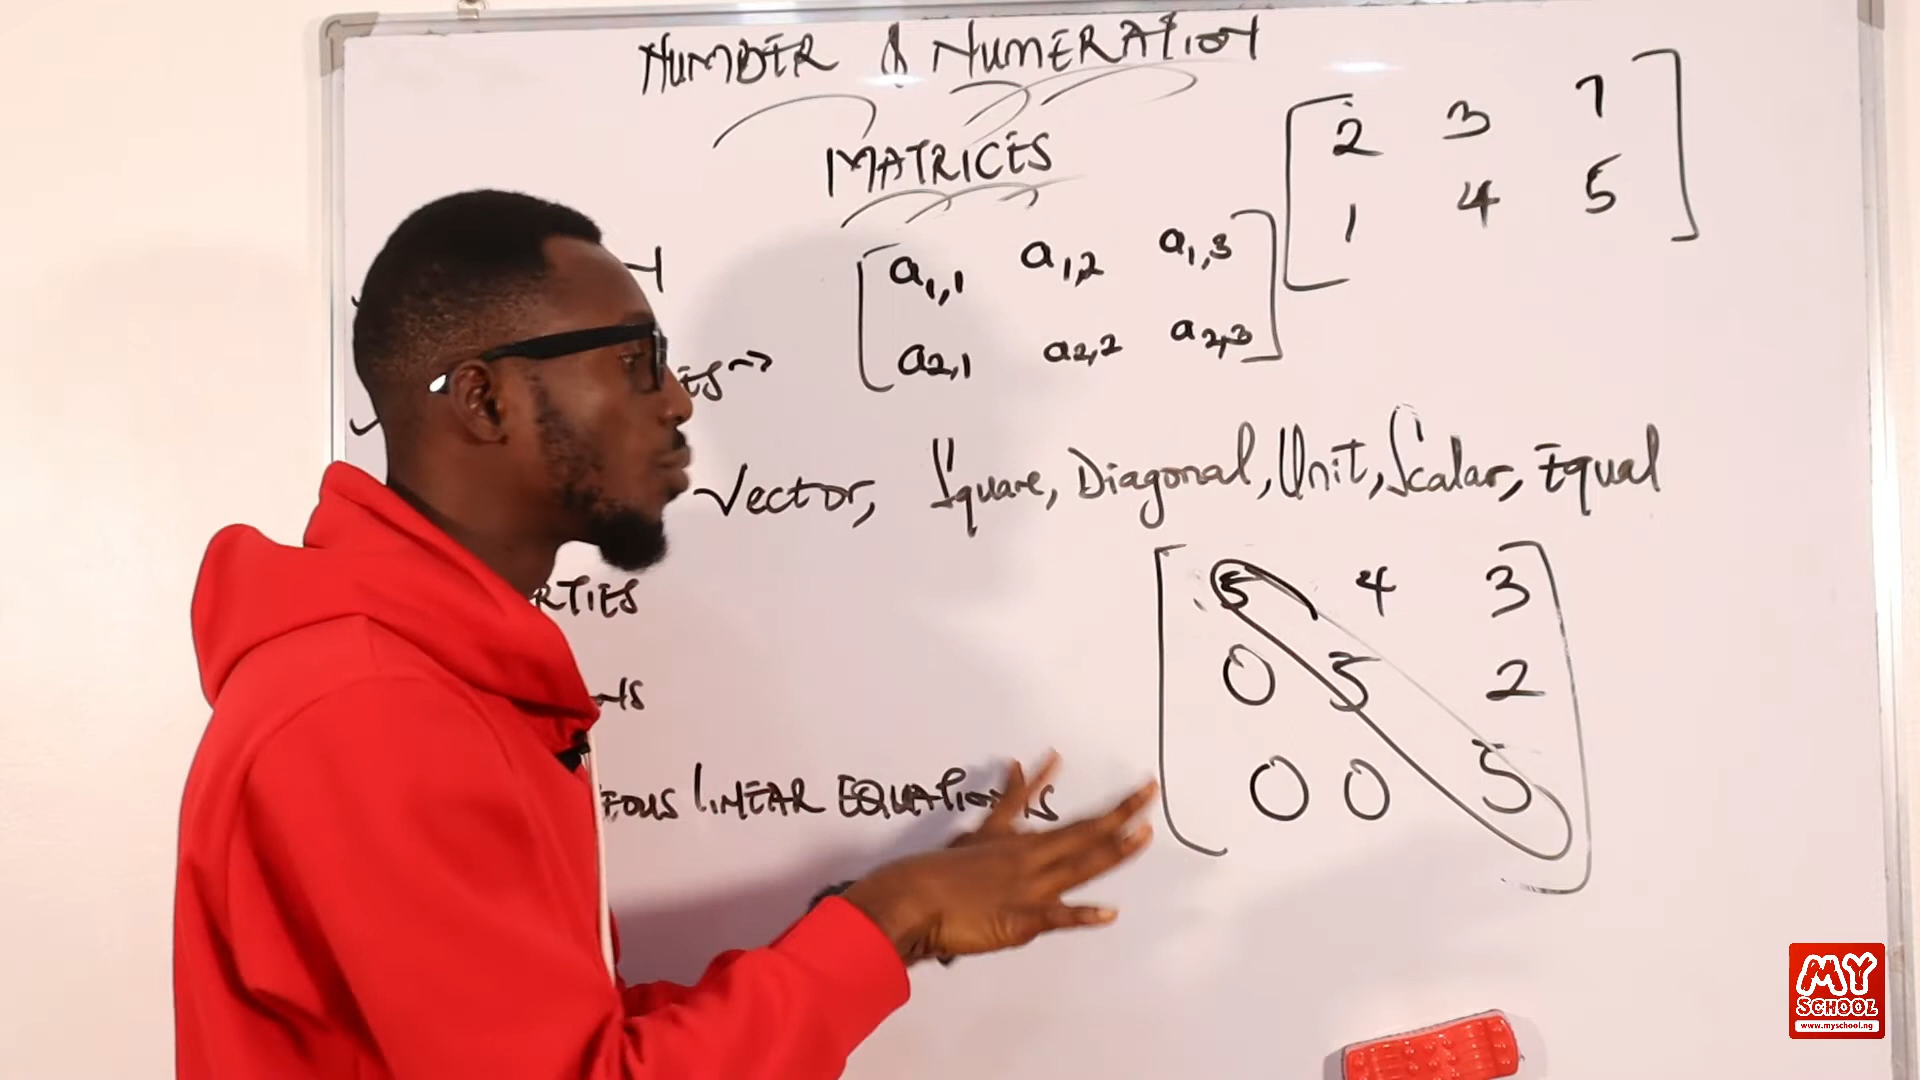 NUMBER & NUMERATION
MATRICES
2 3 7
1 4 5
a1,1 a1,2 a1,3
a2,1 a2,2 a2,3
Vector, Square, Diagonal, Unit, Scalar, Equal
5 4 3
0 5 2
0 0 5
LINEAR EQUATIONS
MY
SCHOOL
www.myschool.ng